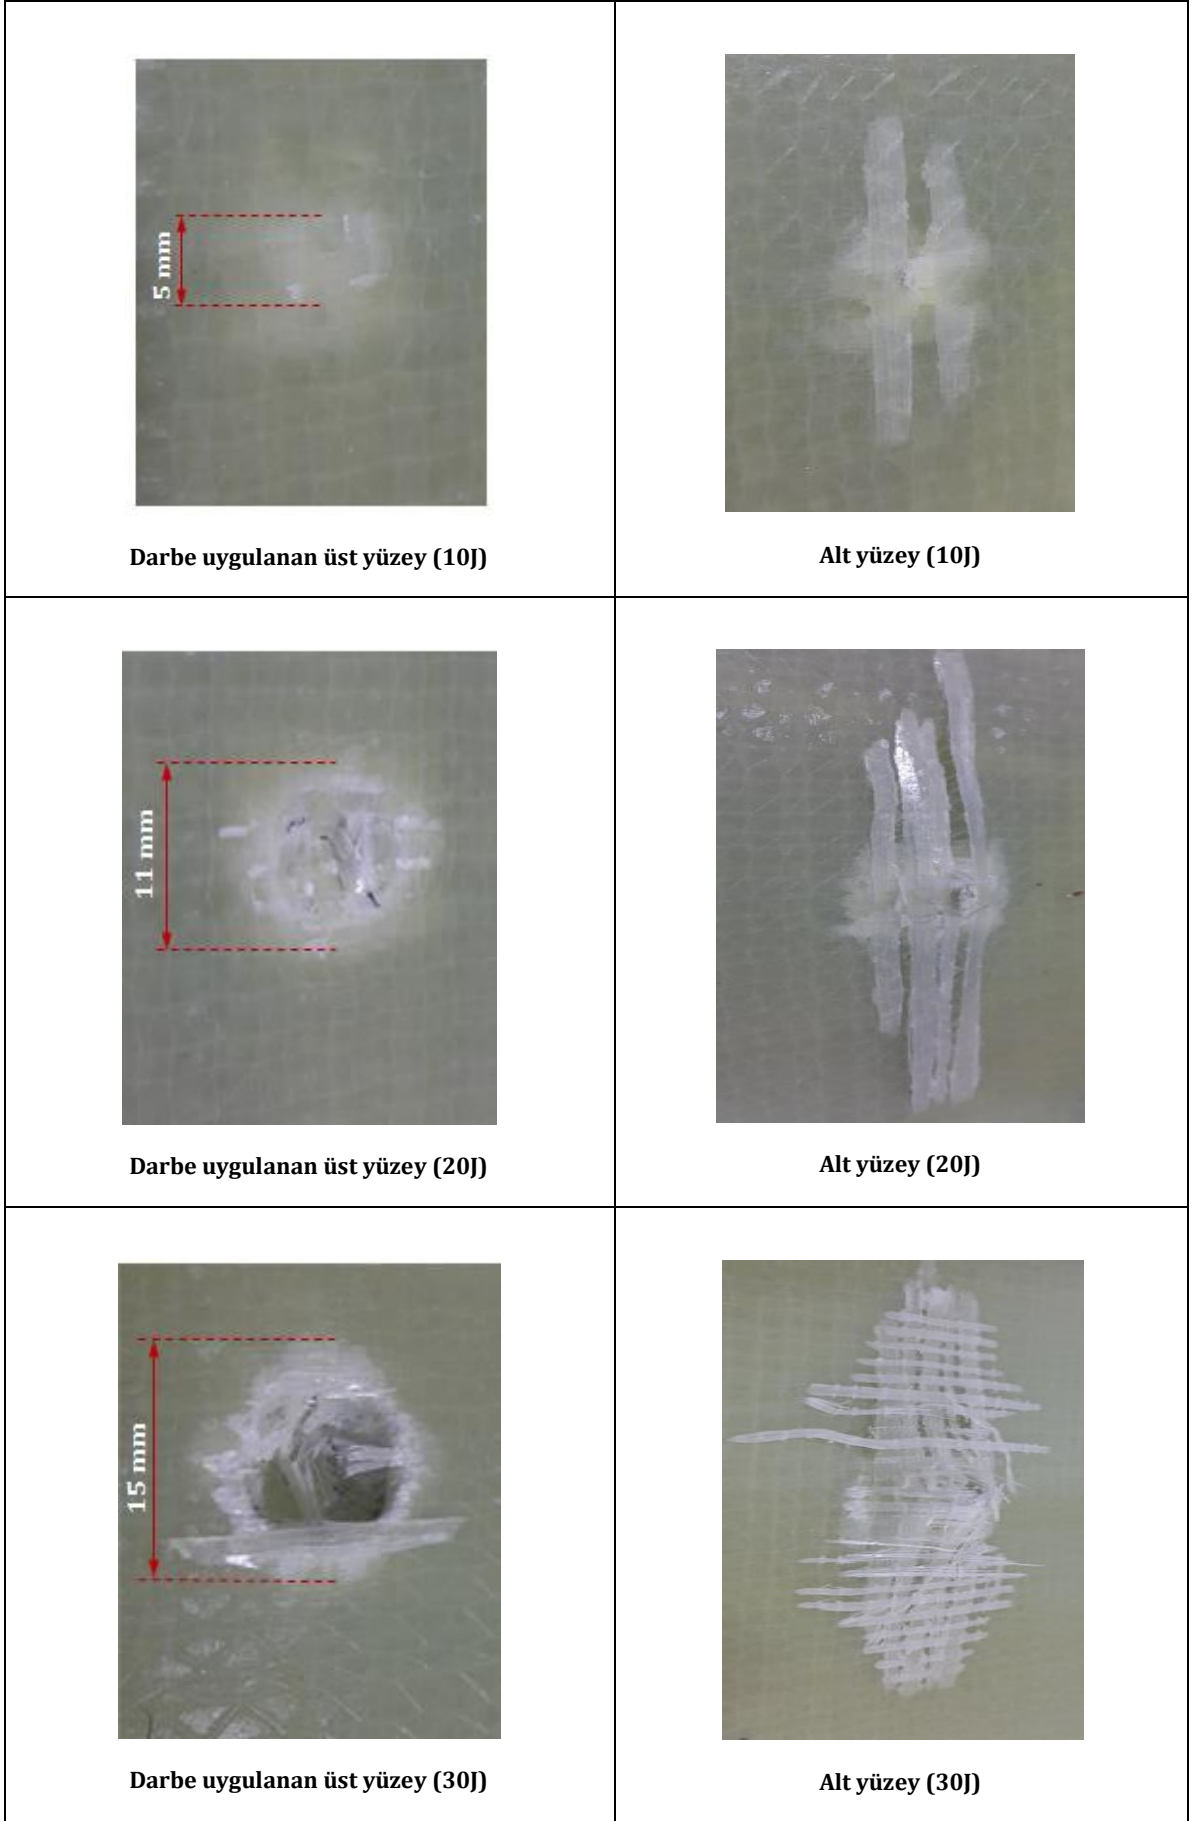 5 mm
Darbe uygulanan üst yüzey (10J)
Alt yüzey (10J)
11 mm
Darbe uygulanan üst yüzey (20J)
Alt yüzey (20J)
15 mm
Darbe uygulanan üst yüzey (30J)
Alt yüzey (30J)